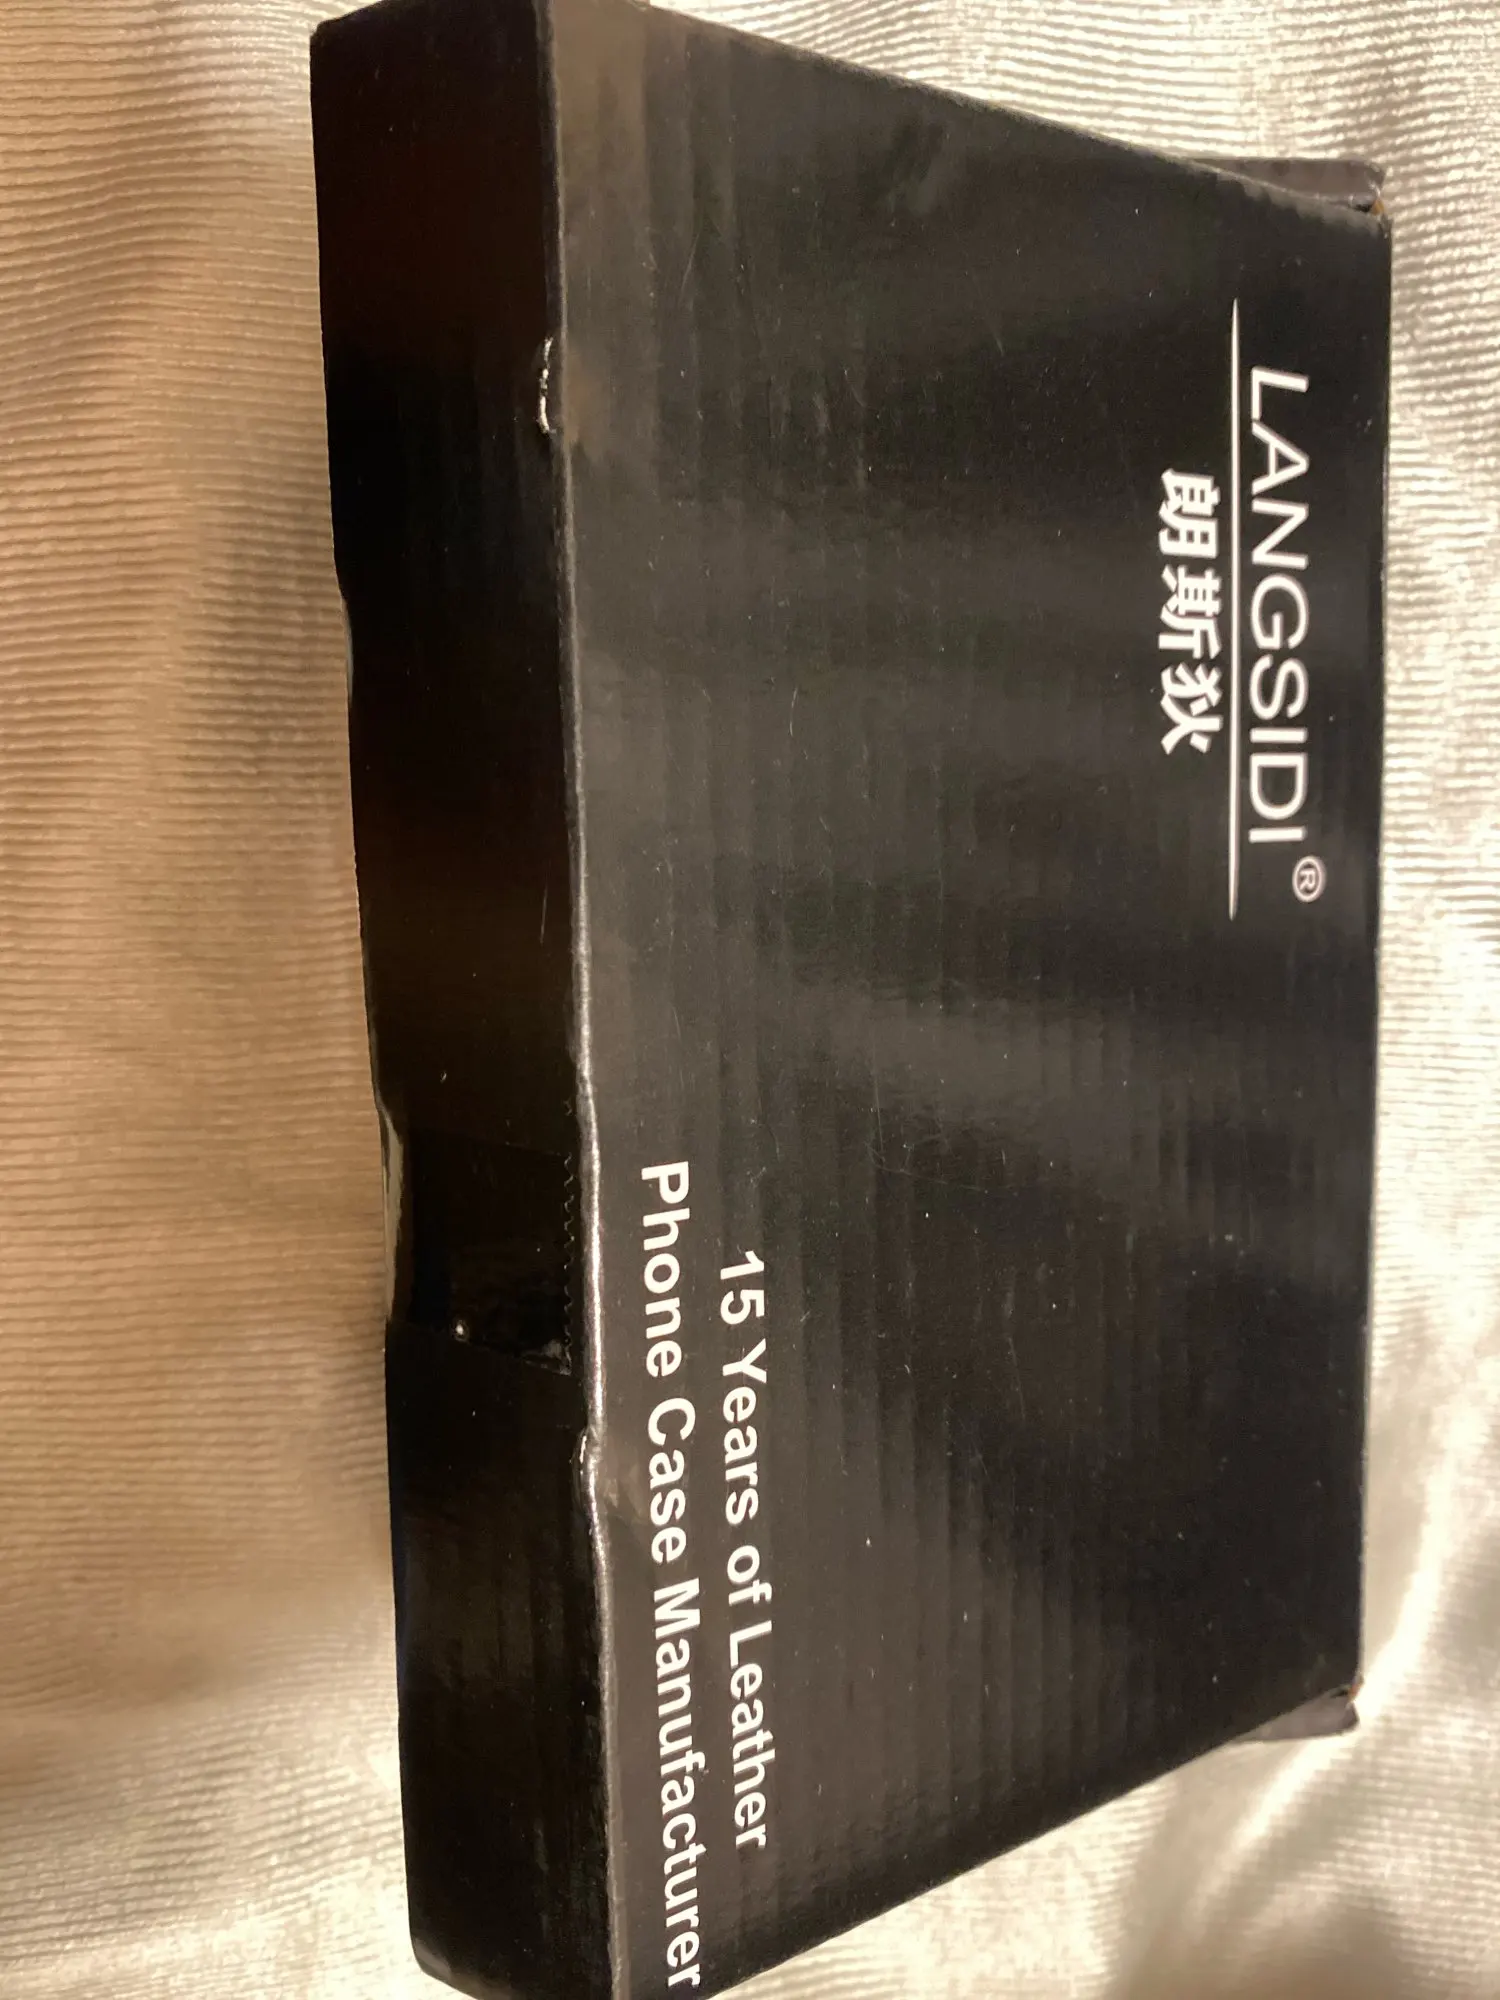 LANGSIDI®
朗斯狄
15 Years of Leather
Phone Case Manufacturer